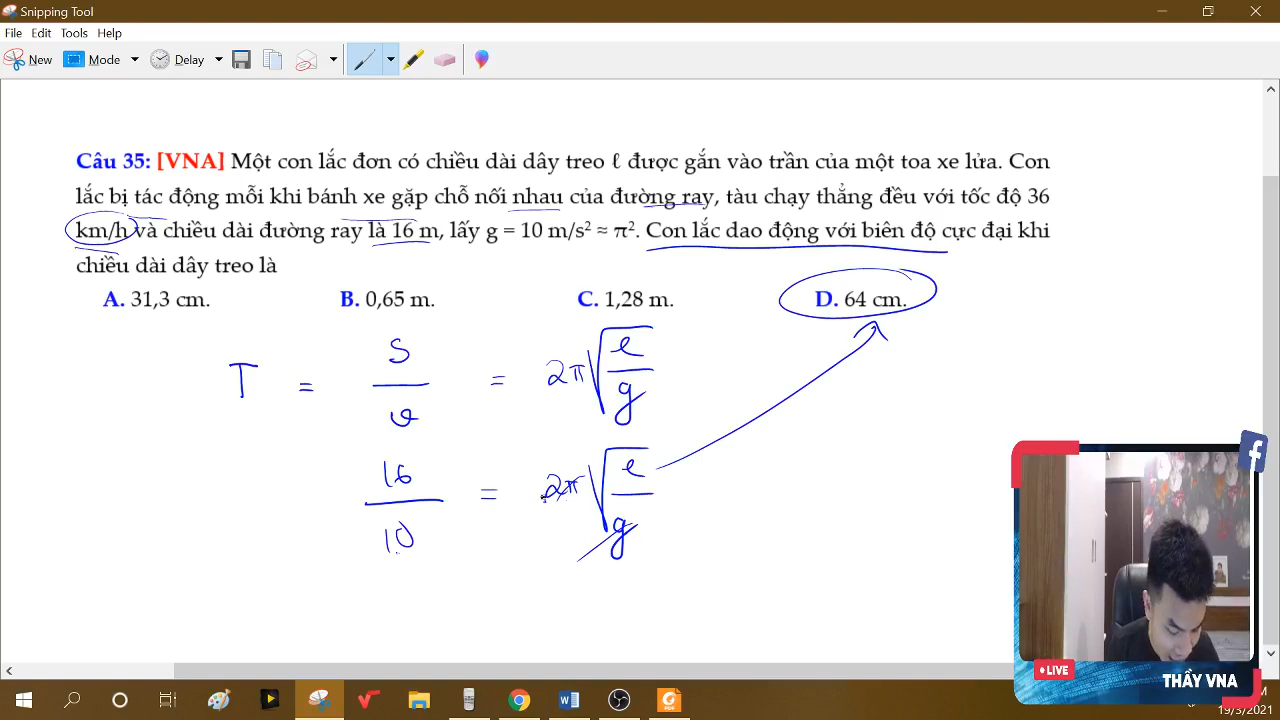 Snipping Tool
File Edit Tools Help
New Mode Delay
Câu 35: [VNA] Một con lắc đơn có chiều dài dây treo ℓ được gắn vào trần của một toa xe lửa. Con
lắc bị tác động mỗi khi bánh xe gặp chỗ nối nhau của đường ray, tàu chạy thẳng đều với tốc độ 36
km/h và chiều dài đường ray là 16 m, lấy g = 10 m/s² ≈ π². Con lắc dao động với biên độ cực đại khi
chiều dài dây treo là
A. 31,3 cm. B. 0,65 m. C. 1,28 m. D. 64 cm.
T = S/v = 2π√(l/g)
16/10 = 2π√(l/g)
LIVE
THẦY VNA
19/3/2021